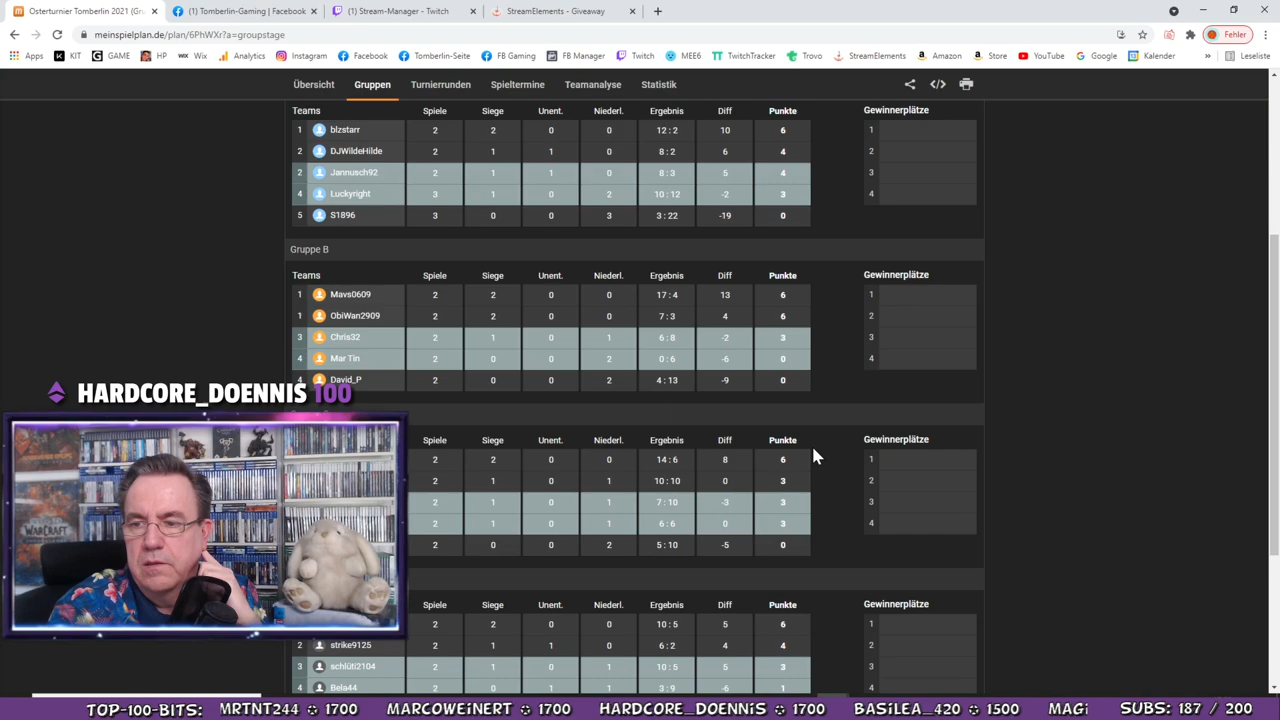 Osterturnier Tomberlin 2021 (Gru
(1) Tomberlin-Gaming | Facebook
(1) Stream-Manager - Twitch
StreamElements - Giveaway
meinspielplan.de/plan/6PhWXr?a=groupstage
Fehler
Apps KIT GAME HP Wix Analytics Instagram Facebook Tomberlin-Seite FB Gaming FB Manager Twitch MEE6 TwitchTracker Trovo StreamElements Amazon Store YouTube Google Kalender » Leseliste
Übersicht Gruppen Turnierrunden Spieltermine Teamanalyse Statistik
Teams Spiele Siege Unent. Niederl. Ergebnis Diff Punkte Gewinnerplätze
1 blzstarr 2 2 0 0 12 : 2 10 6 1
2 DJWildeHilde 2 1 1 0 8 : 2 6 4 2
2 Jannusch92 2 1 1 0 8 : 3 5 4 3
4 Luckyright 3 1 0 2 10 : 12 -2 3 4
5 S1896 3 0 0 3 3 : 22 -19 0
Gruppe B
Teams Spiele Siege Unent. Niederl. Ergebnis Diff Punkte Gewinnerplätze
1 Mavs0609 2 2 0 0 17 : 4 13 6 1
1 ObiWan2909 2 2 0 0 7 : 3 4 6 2
3 Chris32 2 1 0 1 6 : 8 -2 3 3
4 Mar Tin 2 0 0 2 0 : 6 -6 0 4
4 David_P 2 0 0 2 4 : 13 -9 0
HARDCORE_DOENNIS 100
Spiele Siege Unent. Niederl. Ergebnis Diff Punkte Gewinnerplätze
2 2 0 0 14 : 6 8 6 1
2 1 0 1 10 : 10 0 3 2
2 1 0 1 7 : 10 -3 3 3
2 1 0 1 6 : 6 0 3 4
2 0 0 2 5 : 10 -5 0
WARCRAFT
Spiele Siege Unent. Niederl. Ergebnis Diff Punkte Gewinnerplätze
2 2 0 0 10 : 5 5 6 1
2 strike9125 2 1 1 0 6 : 2 4 4 2
3 schlüti2104 2 1 0 1 10 : 5 5 3 3
4 Bela44 2 0 1 1 3 : 9 -6 1 4
TOP-100-BITS: MRTNT244 1700 MARCOWEINERT 1700 HARDCORE_DOENNIS 1700 BASILEA_420 1500 MAGI SUBS: 187 / 200